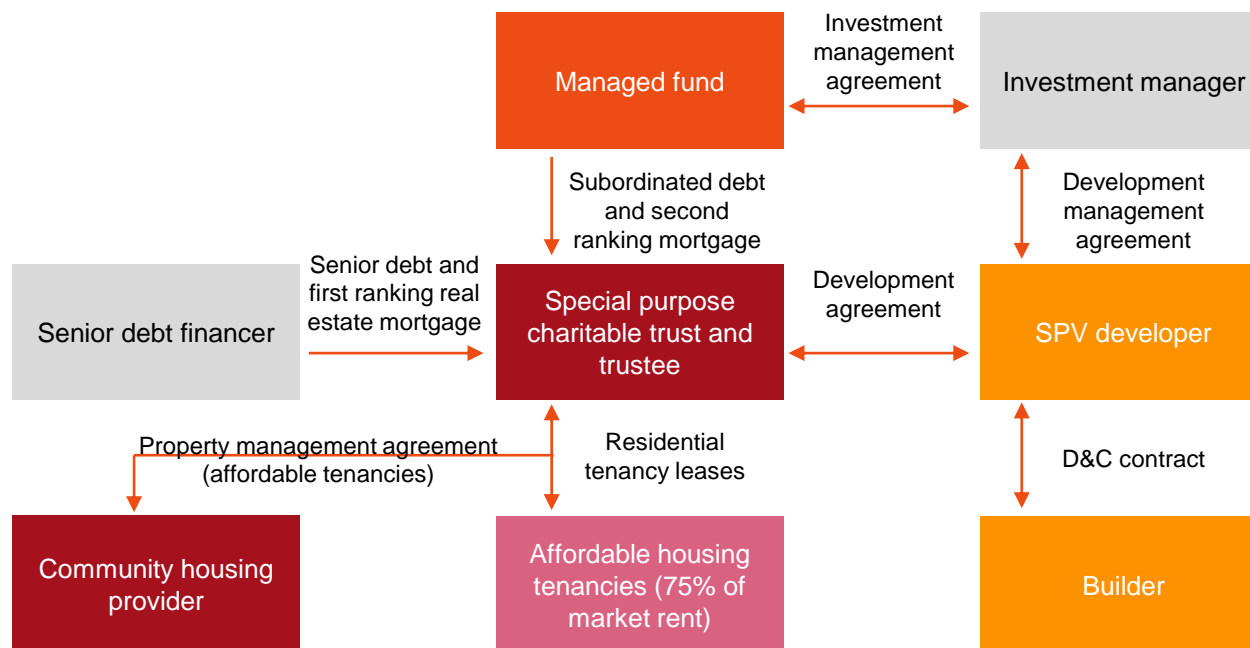 Managed fund
Investment
management
agreement
Investment manager
Subordinated debt
and second
ranking mortgage
Development
management
agreement
Senior debt financer
Senior debt and
first ranking real
estate mortgage
Special purpose
charitable trust and
trustee
Development
agreement
SPV developer
Property management agreement
(affordable tenancies)
Residential
tenancy leases
D&C contract
Community housing
provider
Affordable housing
tenancies (75% of
market rent)
Builder